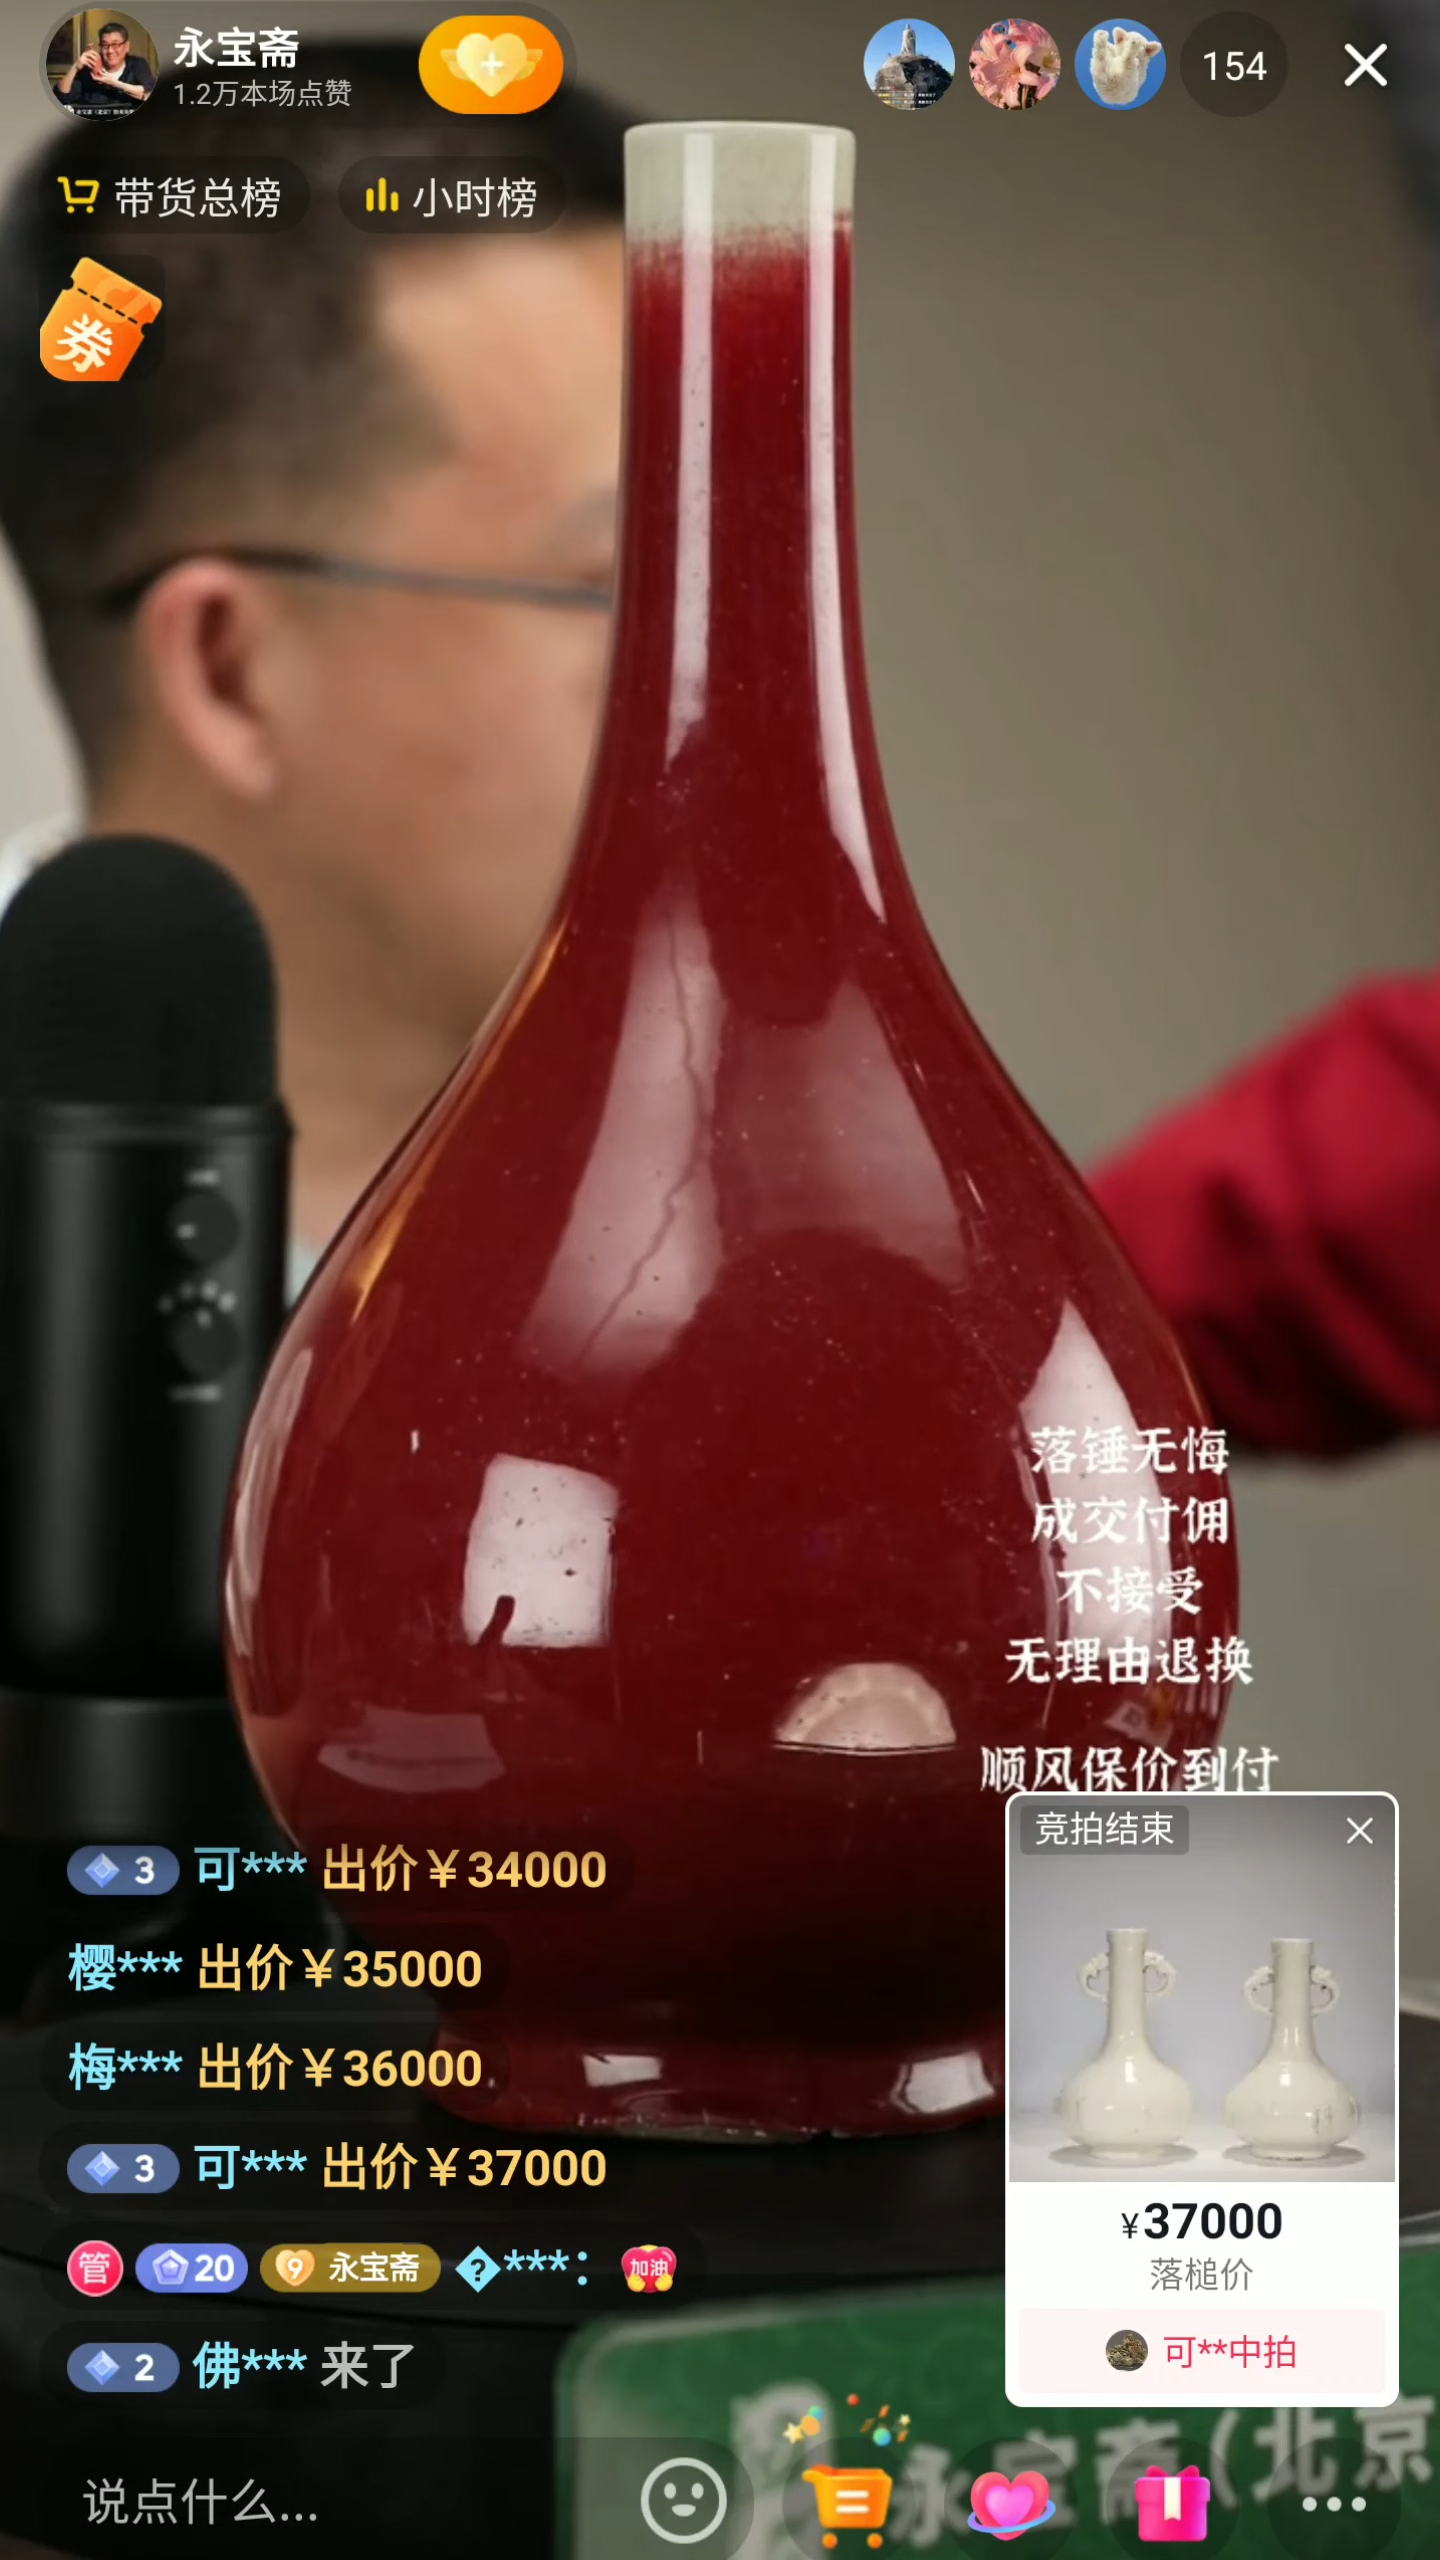 永宝斋
1.2万本场点赞
154
带货总榜
小时榜
券
落锤无悔
成交付佣
不接受
无理由退换
顺风保价到付
竞拍结束
3 可*** 出价￥34000
樱*** 出价￥35000
梅*** 出价￥36000
3 可*** 出价￥37000
管 20 9 永宝斋 �***： 加油
2 佛*** 来了
¥37000
落槌价
可**中拍
永宝斋(北京
说点什么...